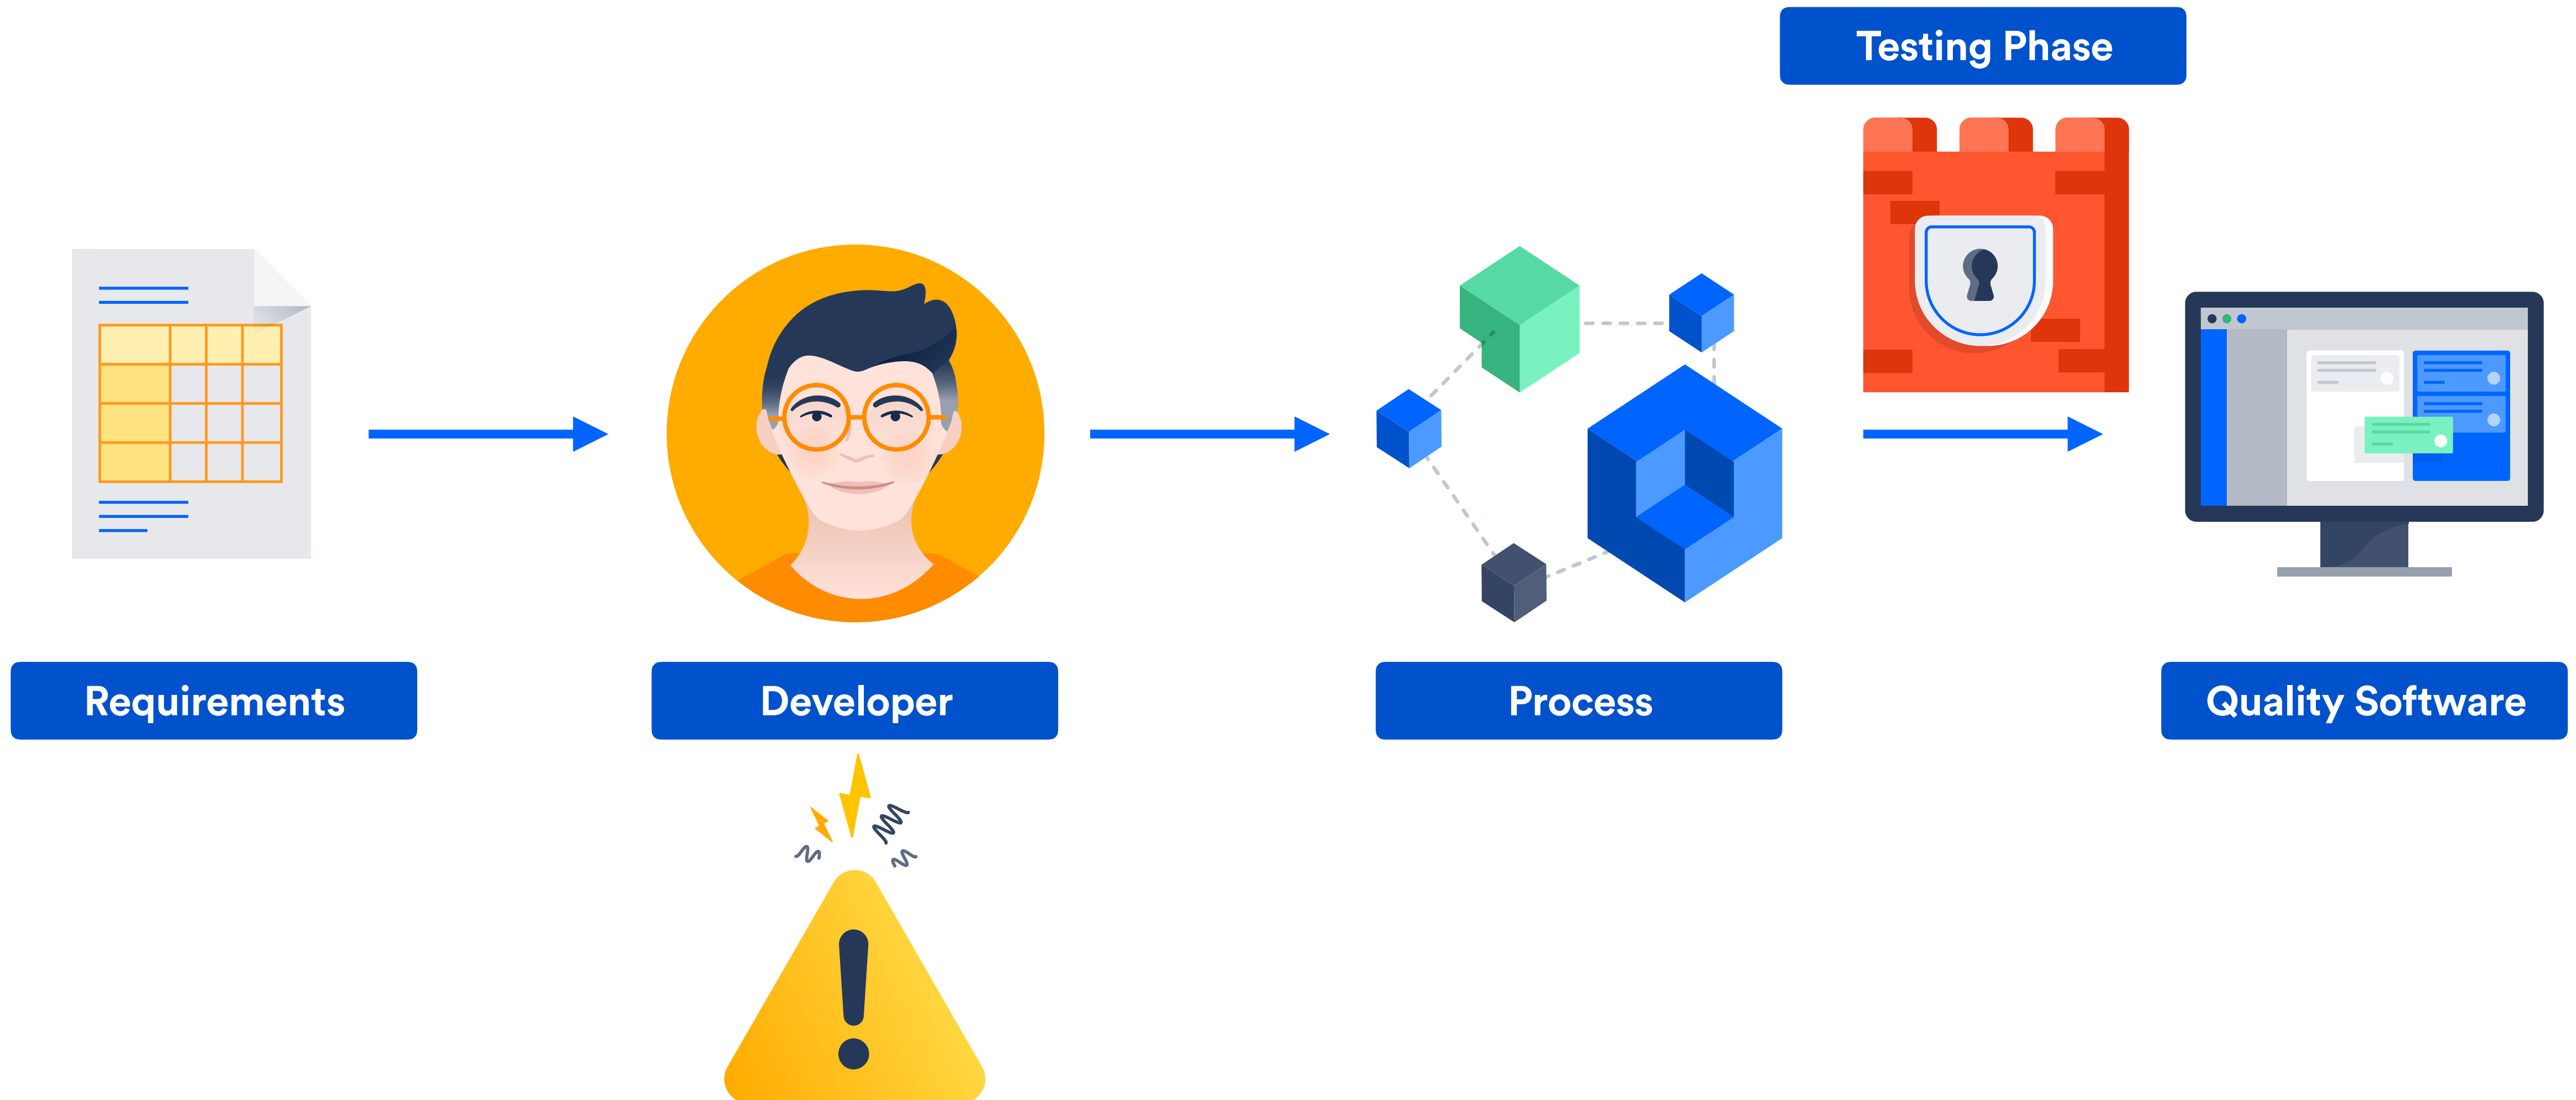 Testing Phase
Requirements
Developer
Process
Quality Software